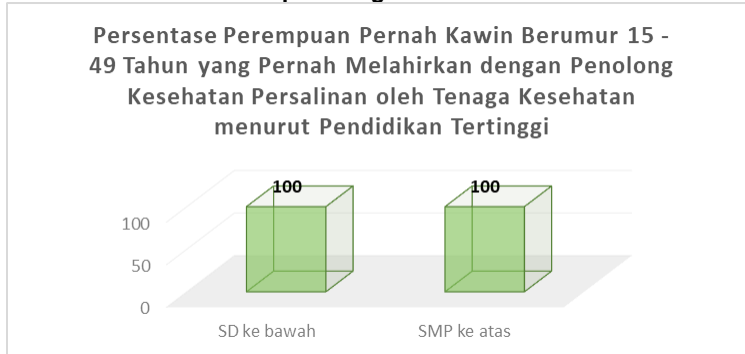 Persentase Perempuan Pernah Kawin Berumur 15 -
49 Tahun yang Pernah Melahirkan dengan Penolong
Kesehatan Persalinan oleh Tenaga Kesehatan
menurut Pendidikan Tertinggi
100 100
100
50
0
SD ke bawah SMP ke atas